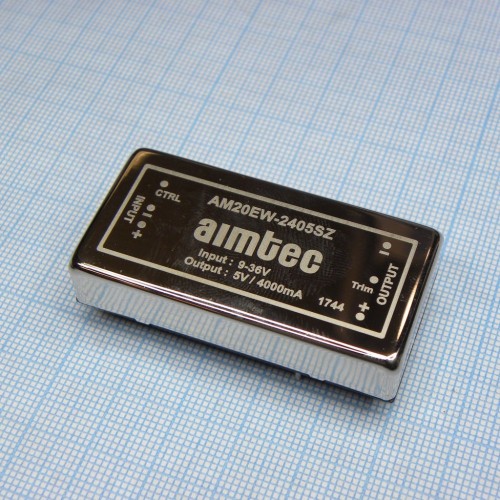 AM20EW-2405SZ
aimtec
Input : 9-36V
Output : 5V / 4000mA
CTRL
INPUT
− +
−
Trim
+
OUTPUT
1744